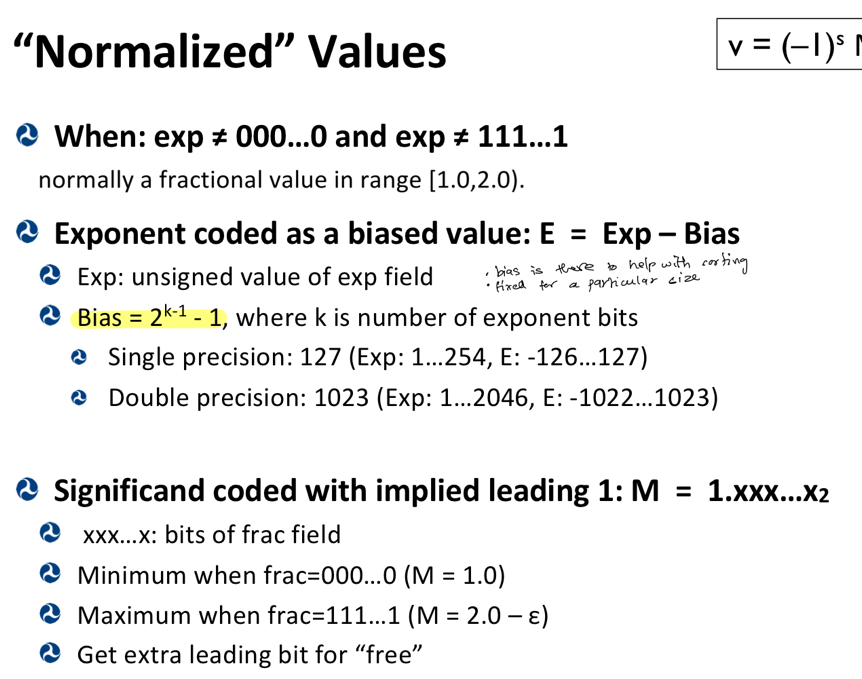 “Normalized” Values
v = (–1)ˢ
When: exp ≠ 000…0 and exp ≠ 111…1
normally a fractional value in range [1.0,2.0).
Exponent coded as a biased value: E = Exp – Bias
Exp: unsigned value of exp field
· bias is there to help with sorting
· fixed for a particular size
Bias = 2ᵏ⁻¹ - 1, where k is number of exponent bits
Single precision: 127 (Exp: 1…254, E: -126…127)
Double precision: 1023 (Exp: 1…2046, E: -1022…1023)
Significand coded with implied leading 1: M = 1.xxx…x₂
xxx…x: bits of frac field
Minimum when frac=000…0 (M = 1.0)
Maximum when frac=111…1 (M = 2.0 – ε)
Get extra leading bit for “free”